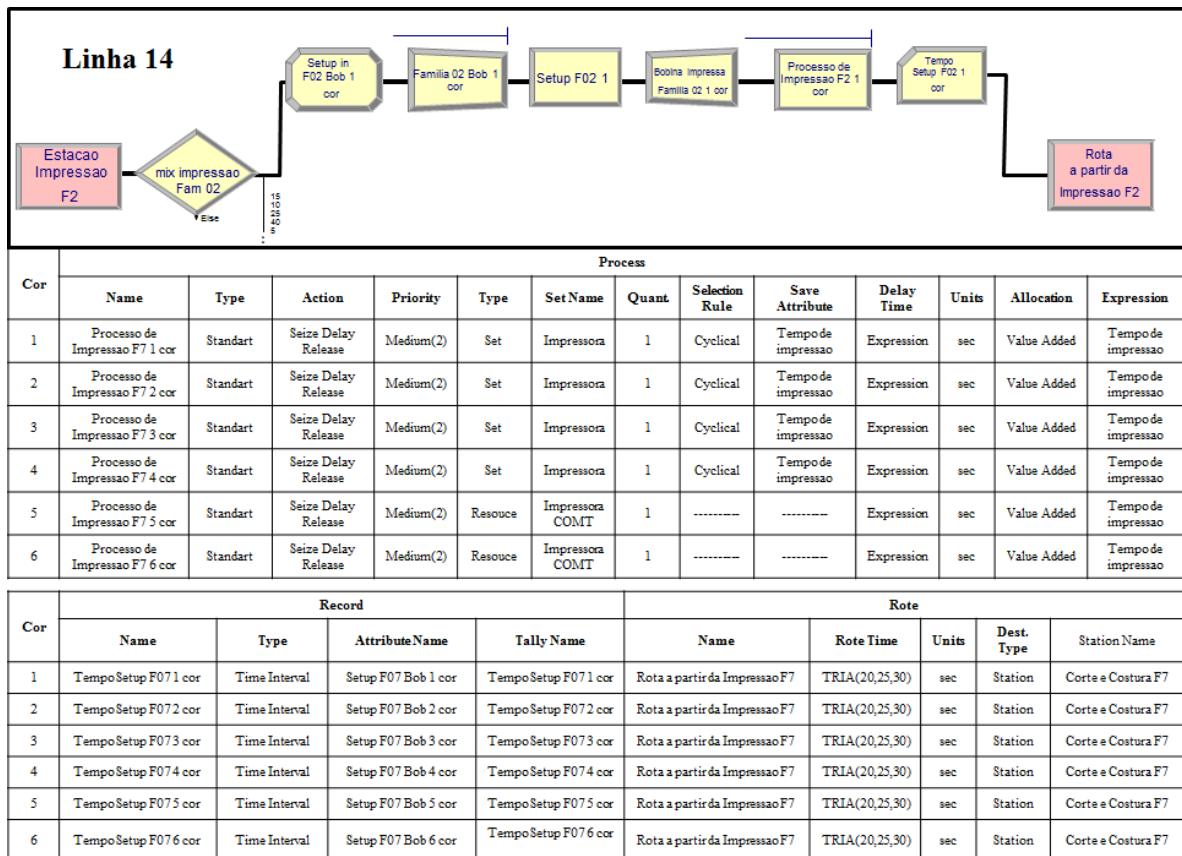 Linha 14
Estacao
Impressao
F2
mix impressao
Fam 02
Else
15
10
25
40
5
Setup in
F02 Bob 1
cor
Familia 02 Bob 1
cor
Setup F02 1
Bobina Impressa
Familia 02 1 cor
Processo de
Impressao F2 1
cor
Tempo
Setup F02 1
cor
Rota
a partir da
Impressao F2
Cor Process
Name Type Action Priority Type Set Name Quant. Selection Rule Save Attribute Delay Time Units Allocation Expression
1 Processo de Impressao F7 1 cor Standart Seize Delay Release Medium(2) Set Impressora 1 Cyclical Tempo de impressao Expression sec Value Added Tempo de impressao
2 Processo de Impressao F7 2 cor Standart Seize Delay Release Medium(2) Set Impressora 1 Cyclical Tempo de impressao Expression sec Value Added Tempo de impressao
3 Processo de Impressao F7 3 cor Standart Seize Delay Release Medium(2) Set Impressora 1 Cyclical Tempo de impressao Expression sec Value Added Tempo de impressao
4 Processo de Impressao F7 4 cor Standart Seize Delay Release Medium(2) Set Impressora 1 Cyclical Tempo de impressao Expression sec Value Added Tempo de impressao
5 Processo de Impressao F7 5 cor Standart Seize Delay Release Medium(2) Resouce Impressora COMT 1 ---------- ---------- Expression sec Value Added Tempo de impressao
6 Processo de Impressao F7 6 cor Standart Seize Delay Release Medium(2) Resouce Impressora COMT 1 ---------- ---------- Expression sec Value Added Tempo de impressao
Cor Record Rote
Name Type Attribute Name Tally Name Name Rote Time Units Dest. Type Station Name
1 Tempo Setup F07 1 cor Time Interval Setup F07 Bob 1 cor Tempo Setup F07 1 cor Rota a partir da Impressao F7 TRIA(20,25,30) sec Station Corte e Costura F7
2 Tempo Setup F07 2 cor Time Interval Setup F07 Bob 2 cor Tempo Setup F07 2 cor Rota a partir da Impressao F7 TRIA(20,25,30) sec Station Corte e Costura F7
3 Tempo Setup F07 3 cor Time Interval Setup F07 Bob 3 cor Tempo Setup F07 3 cor Rota a partir da Impressao F7 TRIA(20,25,30) sec Station Corte e Costura F7
4 Tempo Setup F07 4 cor Time Interval Setup F07 Bob 4 cor Tempo Setup F07 4 cor Rota a partir da Impressao F7 TRIA(20,25,30) sec Station Corte e Costura F7
5 Tempo Setup F07 5 cor Time Interval Setup F07 Bob 5 cor Tempo Setup F07 5 cor Rota a partir da Impressao F7 TRIA(20,25,30) sec Station Corte e Costura F7
6 Tempo Setup F07 6 cor Time Interval Setup F07 Bob 6 cor Tempo Setup F07 6 cor Rota a partir da Impressao F7 TRIA(20,25,30) sec Station Corte e Costura F7